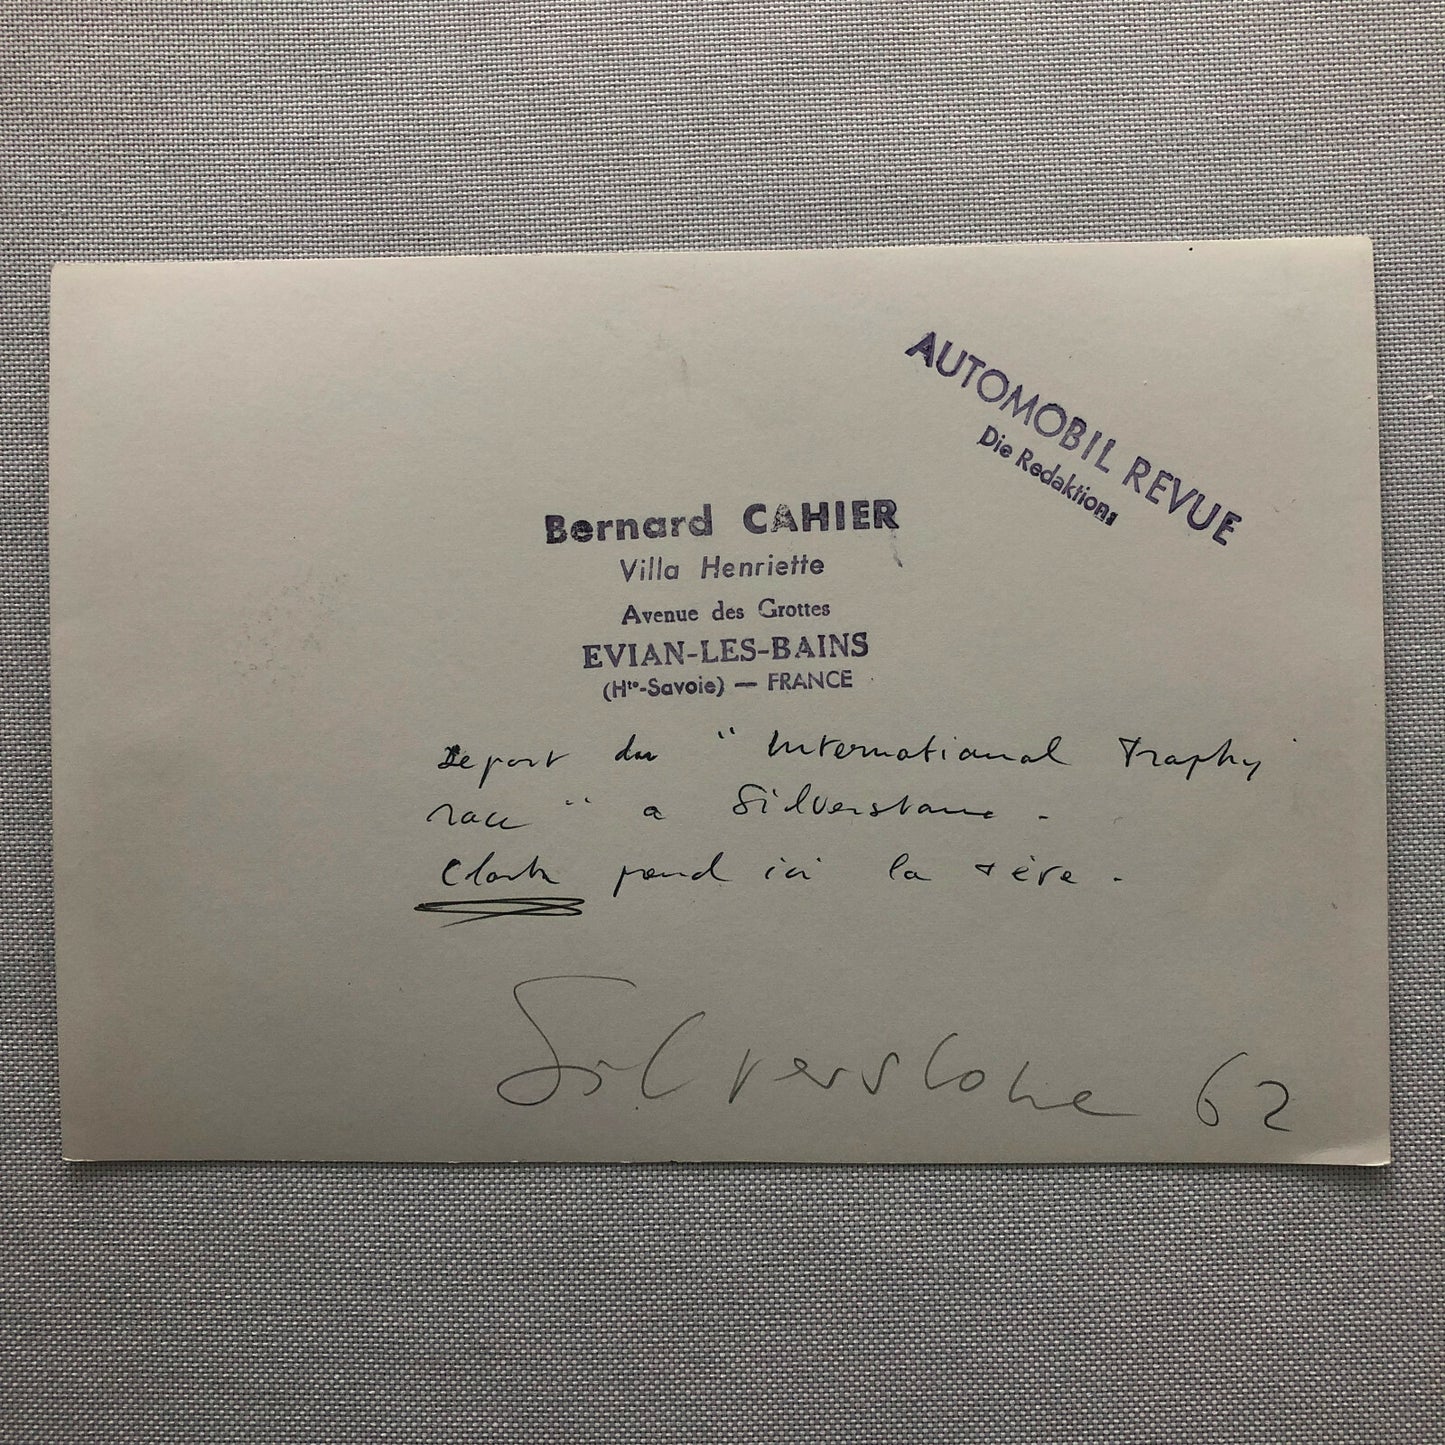 AUTOMOBIL REVUE
Die Redaktion
Bernard CAHIER
Villa Henriette
Avenue des Grottes
EVIAN-LES-BAINS
(Hte-Savoie) — FRANCE
Depart du " International Trophy
race " a Silverstone .
Clark prend ici la tète .
Silverstone 62